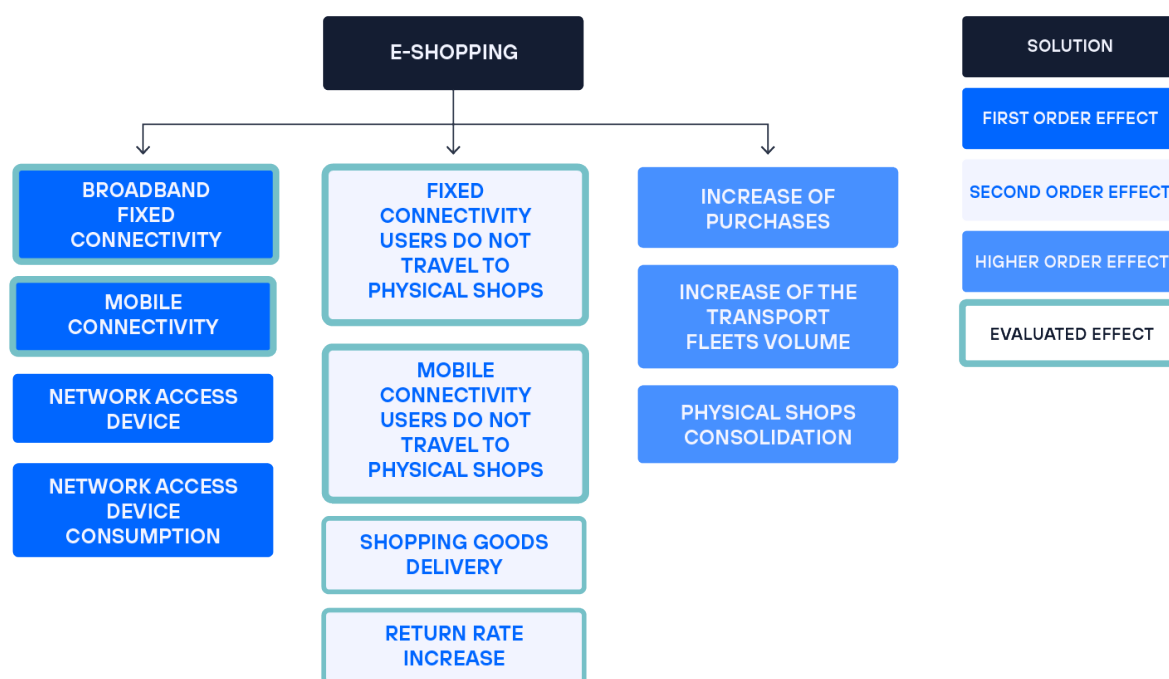 E-SHOPPING
BROADBAND
FIXED
CONNECTIVITY
MOBILE
CONNECTIVITY
NETWORK ACCESS
DEVICE
NETWORK ACCESS
DEVICE
CONSUMPTION
FIXED
CONNECTIVITY
USERS DO NOT
TRAVEL TO
PHYSICAL SHOPS
MOBILE
CONNECTIVITY
USERS DO NOT
TRAVEL TO
PHYSICAL SHOPS
SHOPPING GOODS
DELIVERY
RETURN RATE
INCREASE
INCREASE OF
PURCHASES
INCREASE OF THE
TRANSPORT
FLEETS VOLUME
PHYSICAL SHOPS
CONSOLIDATION
SOLUTION
FIRST ORDER EFFECT
SECOND ORDER EFFECT
HIGHER ORDER EFFECT
EVALUATED EFFECT